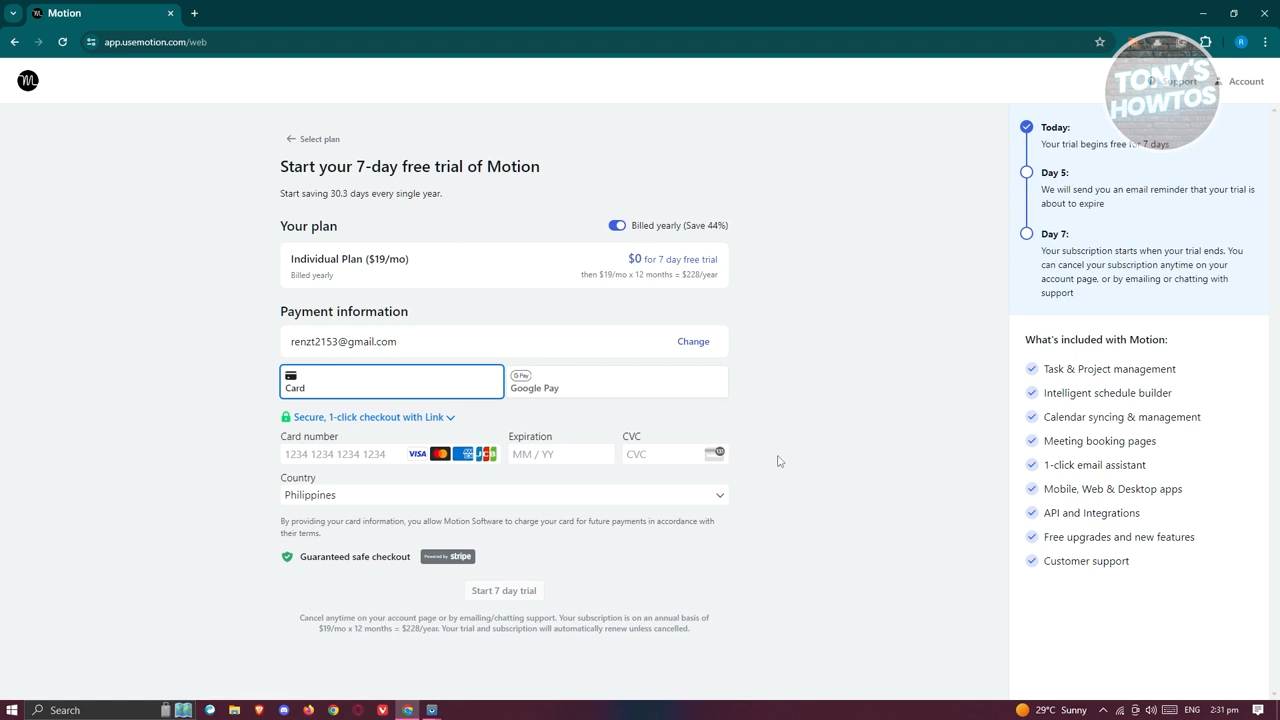 Motion
app.usemotion.com/web
R
TONY'S
HOWTOS
Support
Account
Select plan
Start your 7-day free trial of Motion
Start saving 30.3 days every single year.
Your plan
Billed yearly (Save 44%)
Individual Plan ($19/mo)
$0 for 7 day free trial
Billed yearly
then $19/mo x 12 months = $228/year
Payment information
renzt2153@gmail.com
Change
Card
G Pay
Google Pay
Secure, 1-click checkout with Link
Card number
Expiration
CVC
1234 1234 1234 1234
VISA
JCB
MM / YY
CVC
Country
Philippines
By providing your card information, you allow Motion Software to charge your card for future payments in accordance with
their terms.
Guaranteed safe checkout
Powered by stripe
Start 7 day trial
Cancel anytime on your account page or by emailing/chatting support. Your subscription is on an annual basis of
$19/mo x 12 months = $228/year. Your trial and subscription will automatically renew unless cancelled.
Today:
Your trial begins free for 7 days
Day 5:
We will send you an email reminder that your trial is
about to expire
Day 7:
Your subscription starts when your trial ends. You
can cancel your subscription anytime on your
account page, or by emailing or chatting with
support
What's included with Motion:
Task & Project management
Intelligent schedule builder
Calendar syncing & management
Meeting booking pages
1-click email assistant
Mobile, Web & Desktop apps
API and Integrations
Free upgrades and new features
Customer support
Search
29°C Sunny
ENG
2:31 pm